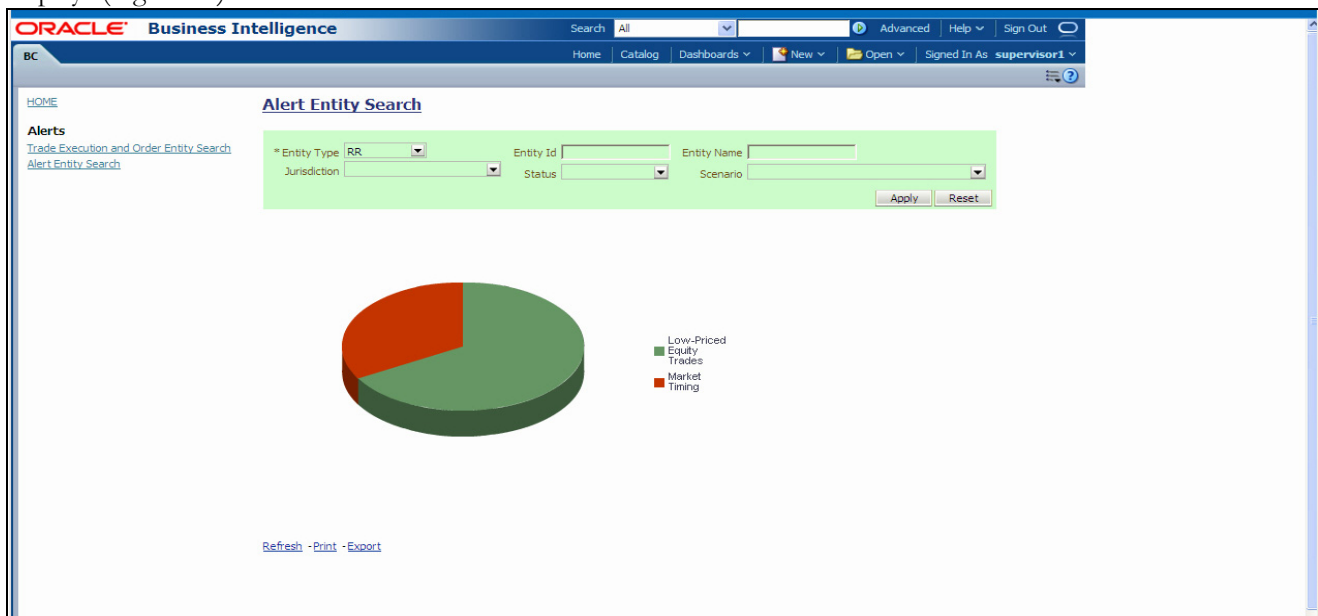 ORACLE Business Intelligence Search All Advanced Help Sign Out
BC Home Catalog Dashboards New Open Signed In As supervisor1
HOME
Alert Entity Search
Alerts
Trade Execution and Order Entity Search
Alert Entity Search
* Entity Type RR Entity Id Entity Name
Jurisdiction Status Scenario
Apply Reset
Low-Priced
Equity
Trades
Market
Timing
Refresh - Print - Export